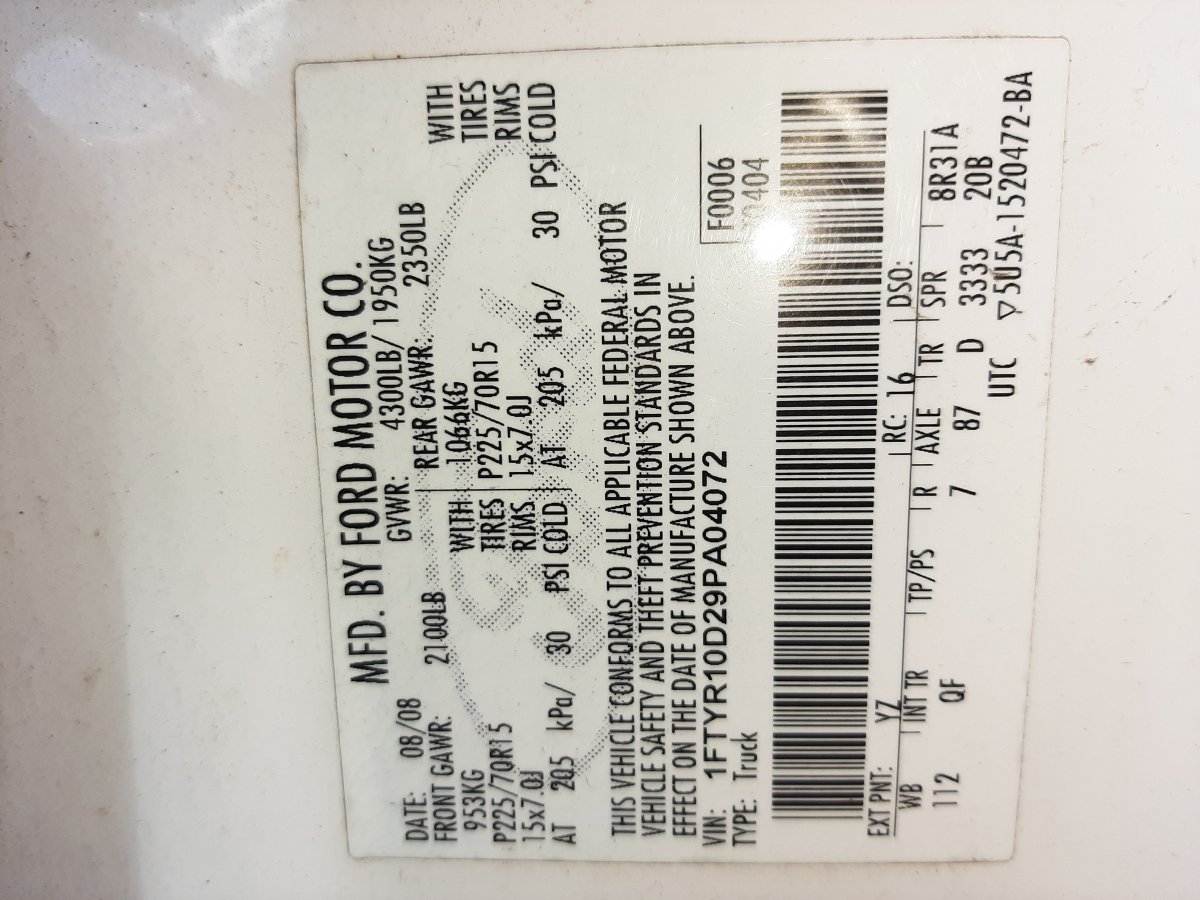 MFD. BY FORD MOTOR CO.
DATE: 08/08 GVWR: 4300LB/ 1950KG
FRONT GAWR: 2100LB REAR GAWR: 2350LB
953KG WITH 1066KG WITH
P225/70R15 TIRES P225/70R15 TIRES
15x7.0J RIMS 15x7.0J RIMS
AT 205 kPa/ 30 PSI COLD AT 205 kPa/ 30 PSI COLD
THIS VEHICLE CONFORMS TO ALL APPLICABLE FEDERAL MOTOR
VEHICLE SAFETY AND THEFT PREVENTION STANDARDS IN
EFFECT ON THE DATE OF MANUFACTURE SHOWN ABOVE.
VIN: 1FTYR10D29PA04072 F0006
TYPE: Truck
EXT PNT: YZ RC: 16 DSO:
WB INT TR TP/PS R AXLE TR SPR 8R31A
112 QF 7 87 D 3333 20B
UTC ▽5U5A-1520472-BA